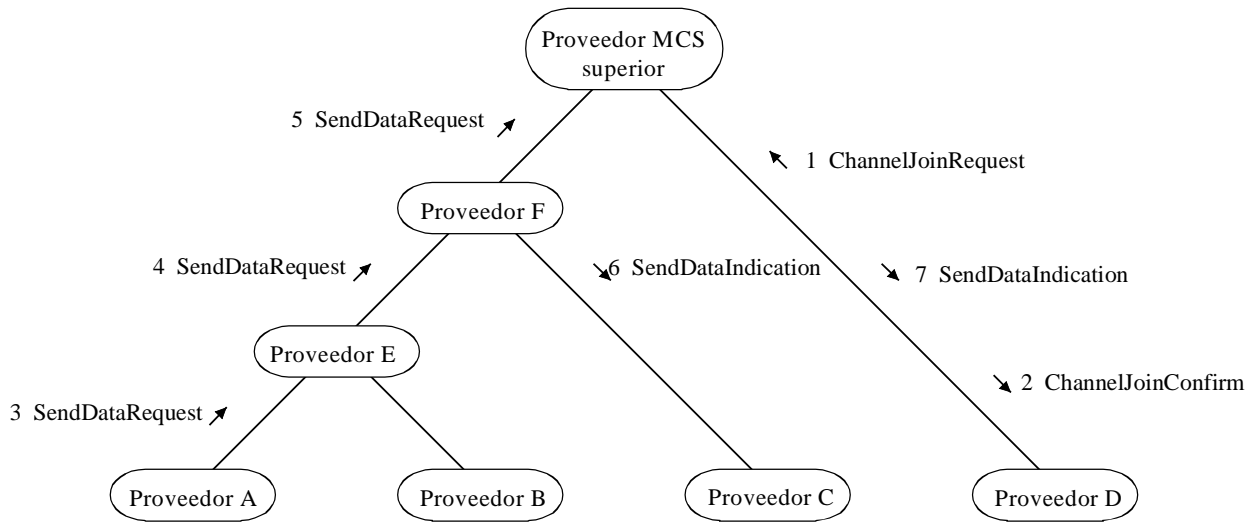 Proveedor MCS
superior
5 SendDataRequest
1 ChannelJoinRequest
Proveedor F
4 SendDataRequest
6 SendDataIndication
7 SendDataIndication
Proveedor E
2 ChannelJoinConfirm
3 SendDataRequest
Proveedor A
Proveedor B
Proveedor C
Proveedor D